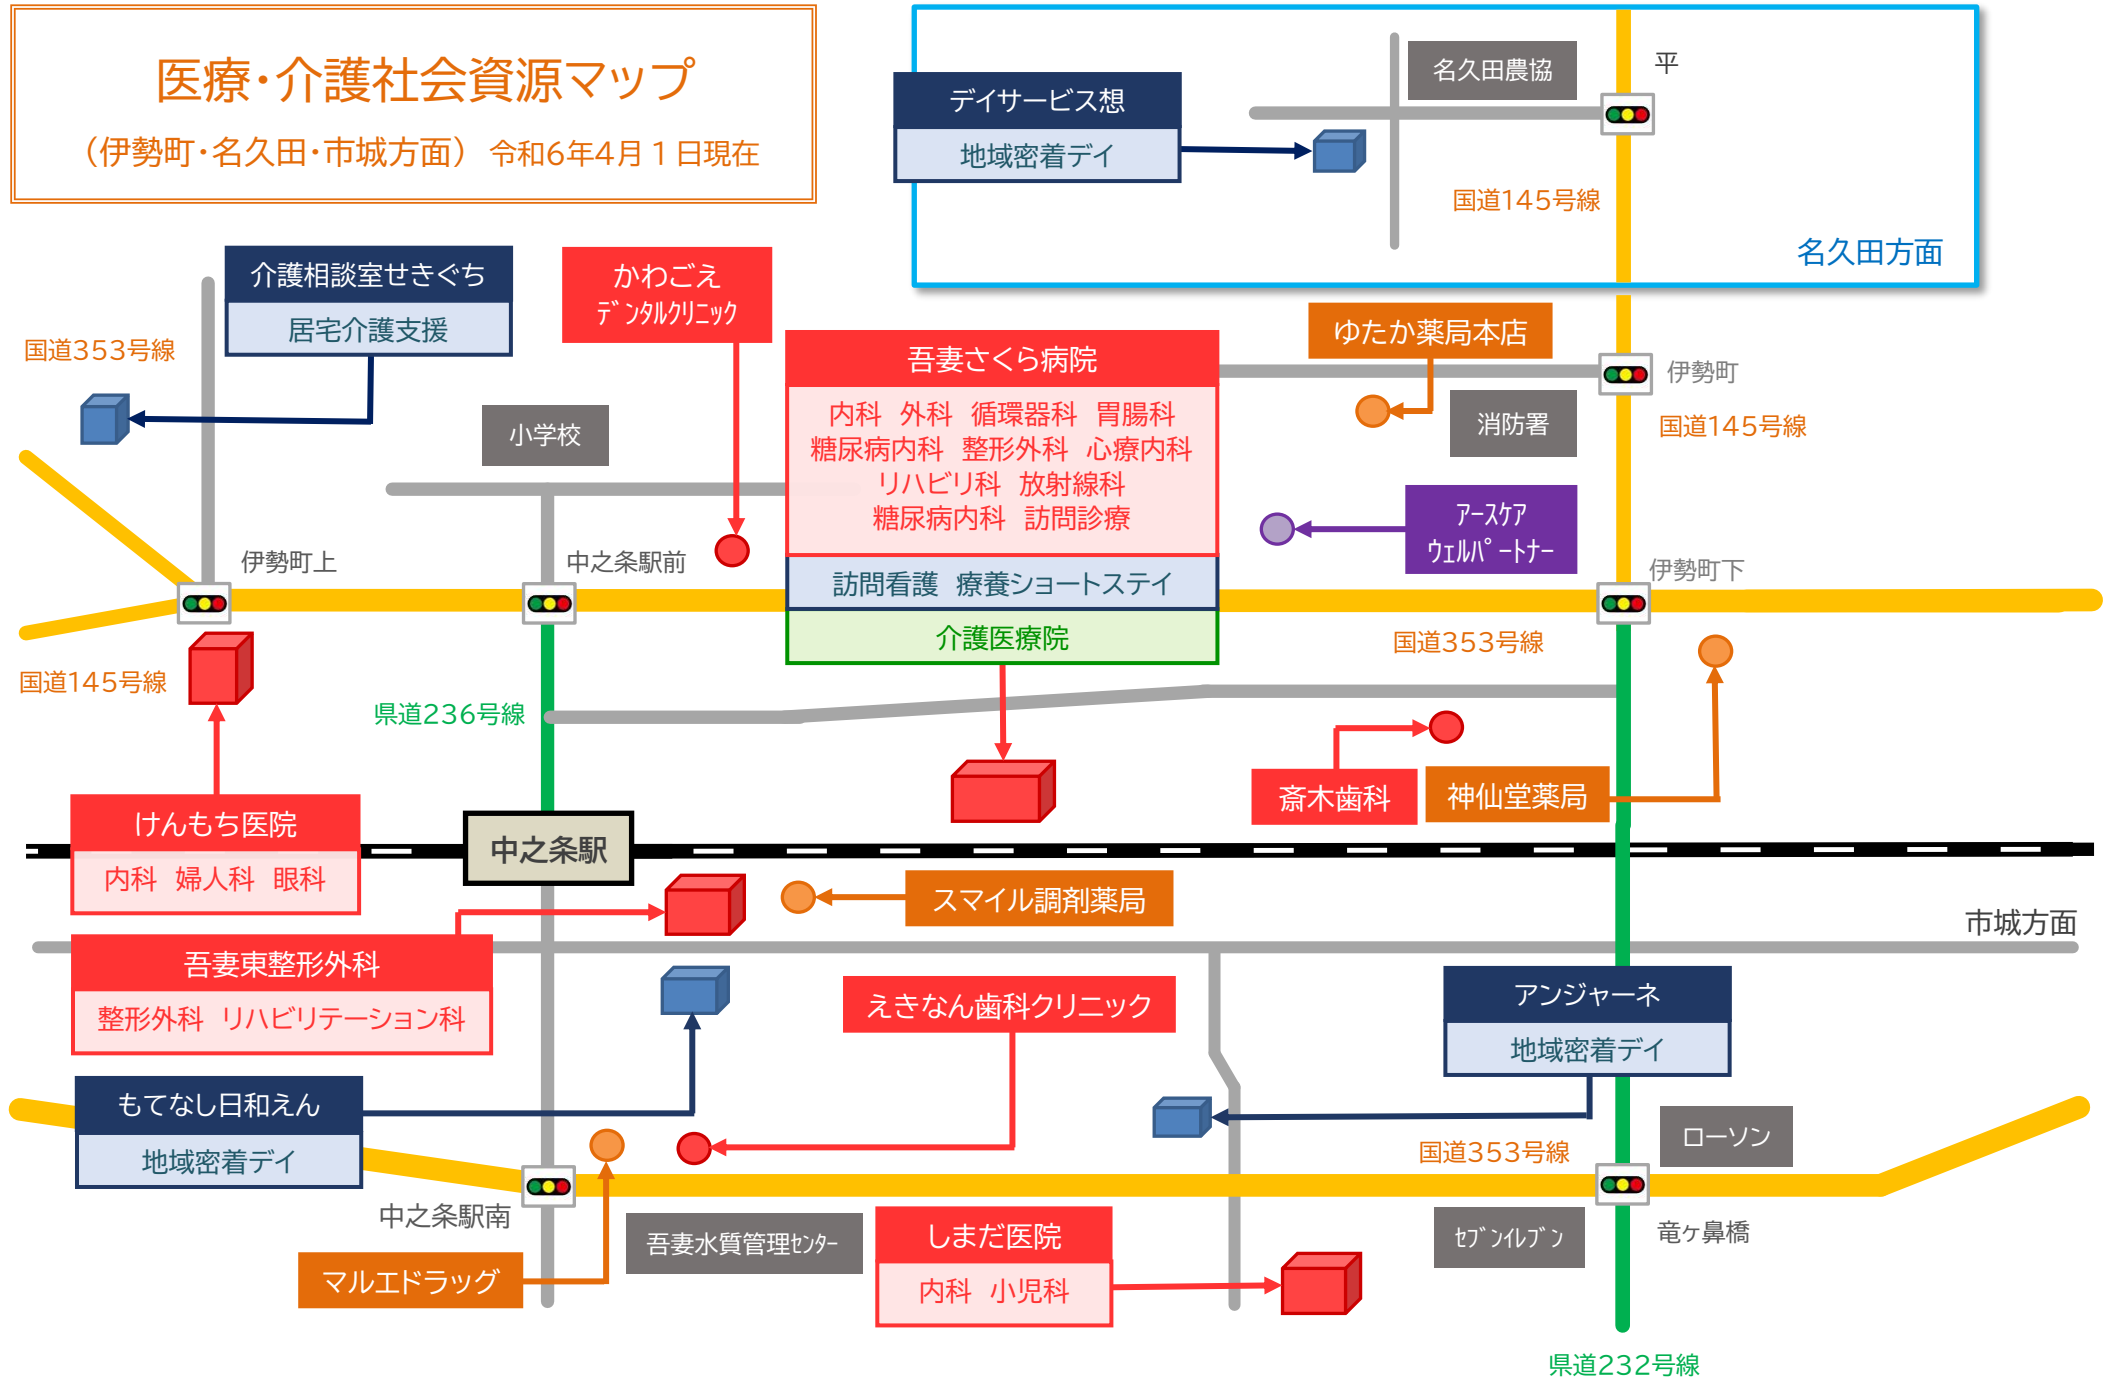 医療・介護社会資源マップ
（伊勢町・名久田・市城方面） 令和6年4月１日現在
名久田農協
平
デイサービス想
地域密着デイ
国道145号線
名久田方面
介護相談室せきぐち
居宅介護支援
国道353号線
かわごえ
ﾃﾞﾝﾀﾙｸﾘﾆｯｸ
吾妻さくら病院
内科 外科 循環器科 胃腸科
糖尿病内科 整形外科 心療内科
リハビリ科 放射線科
糖尿病内科 訪問診療
訪問看護 療養ショートステイ
介護医療院
ゆたか薬局本店
伊勢町
消防署
国道145号線
小学校
ｱｰｽｹｱ
ｳｪﾙﾊﾟｰﾄﾅｰ
伊勢町上
中之条駅前
伊勢町下
国道353号線
国道145号線
県道236号線
斎木歯科
神仙堂薬局
けんもち医院
内科 婦人科 眼科
中之条駅
スマイル調剤薬局
市城方面
吾妻東整形外科
整形外科 リハビリテーション科
えきなん歯科クリニック
アンジャーネ
地域密着デイ
もてなし日和えん
地域密着デイ
ローソン
国道353号線
中之条駅南
吾妻水質管理ｾﾝﾀｰ
しまだ医院
内科 小児科
ｾﾌﾞﾝｲﾚﾌﾞﾝ
竜ヶ鼻橋
マルエドラッグ
県道232号線